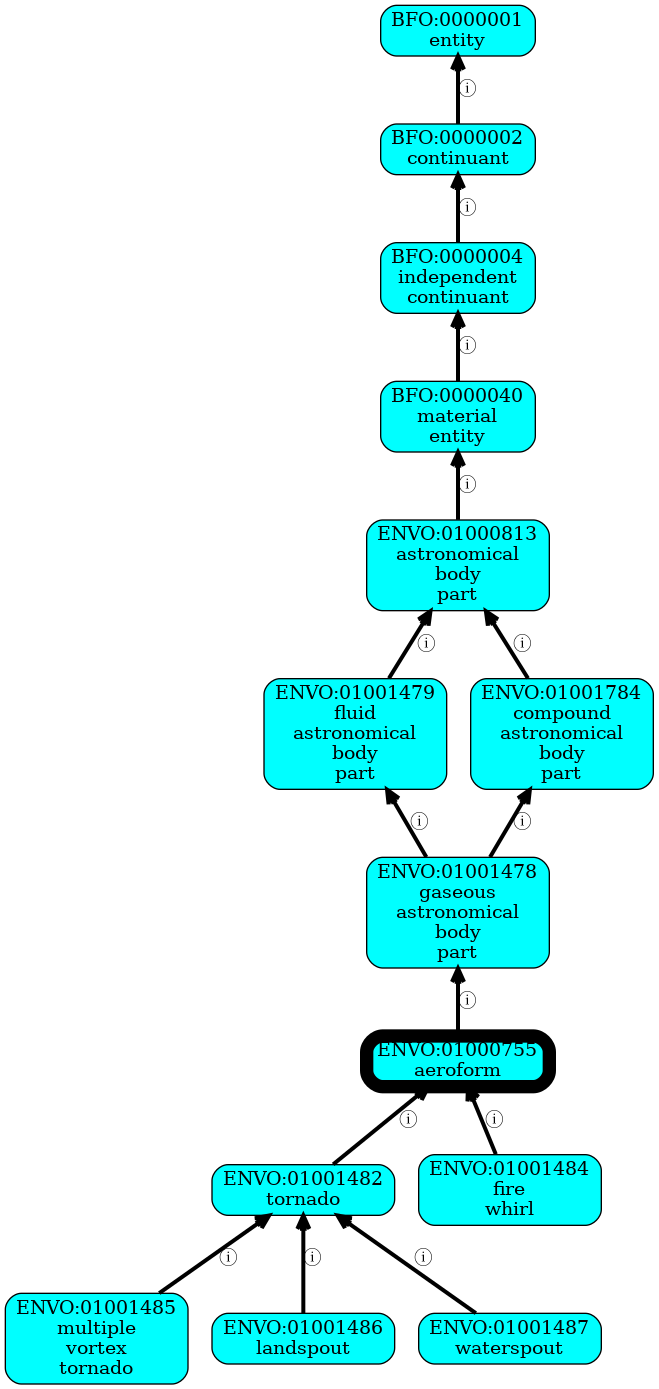 BFO:0000001
entity
ⓘ
BFO:0000002
continuant
ⓘ
BFO:0000004
independent
continuant
ⓘ
BFO:0000040
material
entity
ⓘ
ENVO:01000813
astronomical
body
part
ⓘ
ⓘ
ENVO:01001479
fluid
astronomical
body
part
ENVO:01001784
compound
astronomical
body
part
ⓘ
ⓘ
ENVO:01001478
gaseous
astronomical
body
part
ⓘ
ENVO:01000755
aeroform
ⓘ
ⓘ
ENVO:01001482
tornado
ENVO:01001484
fire
whirl
ⓘ
ⓘ
ⓘ
ENVO:01001485
multiple
vortex
tornado
ENVO:01001486
landspout
ENVO:01001487
waterspout